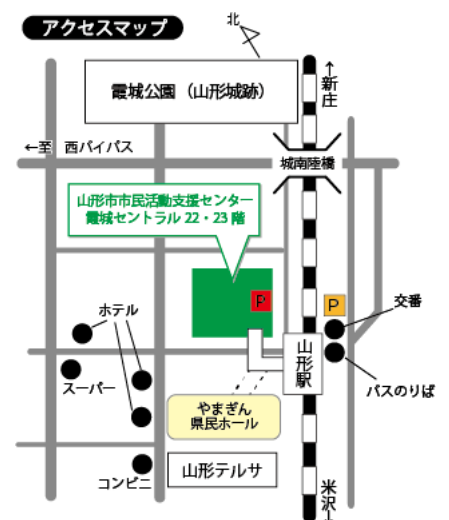 アクセスマップ
北
霞城公園（山形城跡）
↑新庄
←至 西バイパス
城南陸橋
山形市市民活動支援センター
霞城セントラル 22・23 階
P
P
交番
ホテル
山形駅
スーパー
バスのりば
やまぎん
県民ホール
山形テルサ
コンビニ
米沢↓